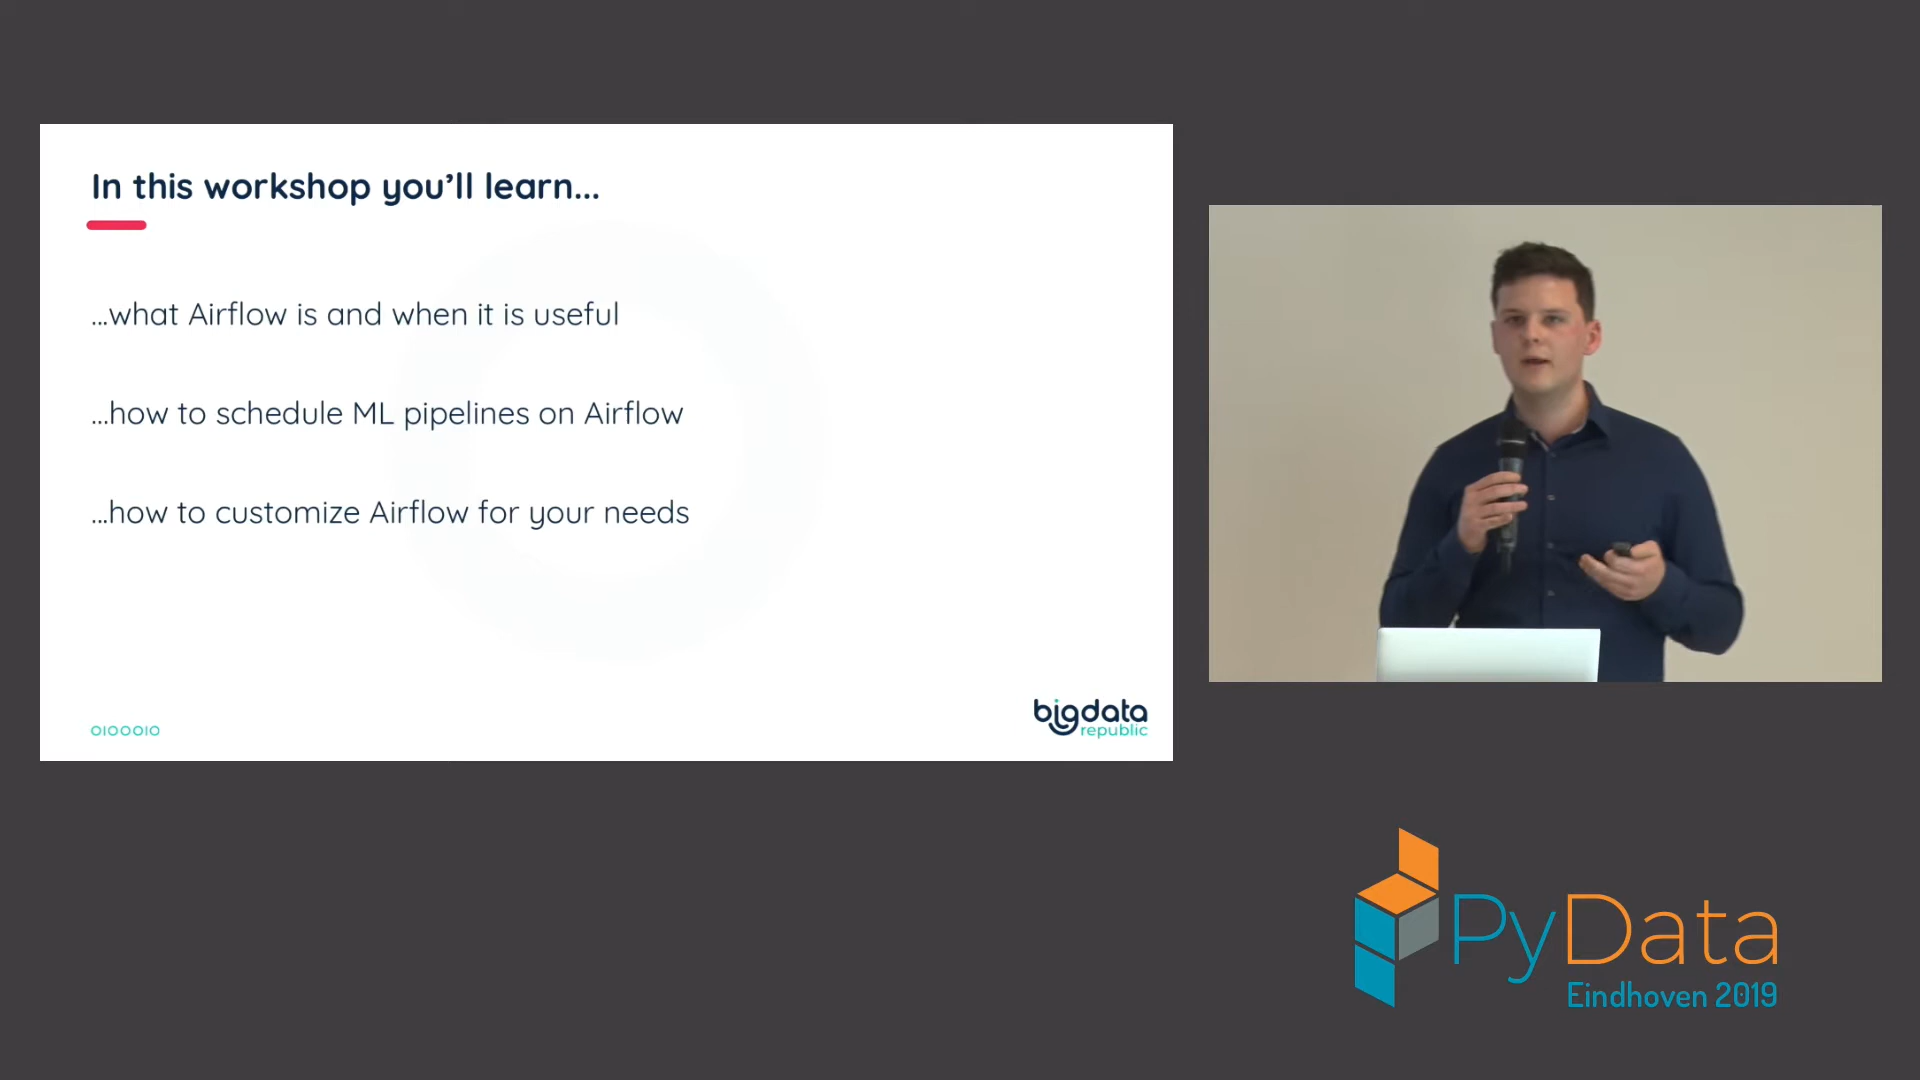 In this workshop you’ll learn...
...what Airflow is and when it is useful
...how to schedule ML pipelines on Airflow
...how to customize Airflow for your needs
0100010
bigdata
republic
PyData
Eindhoven 2019